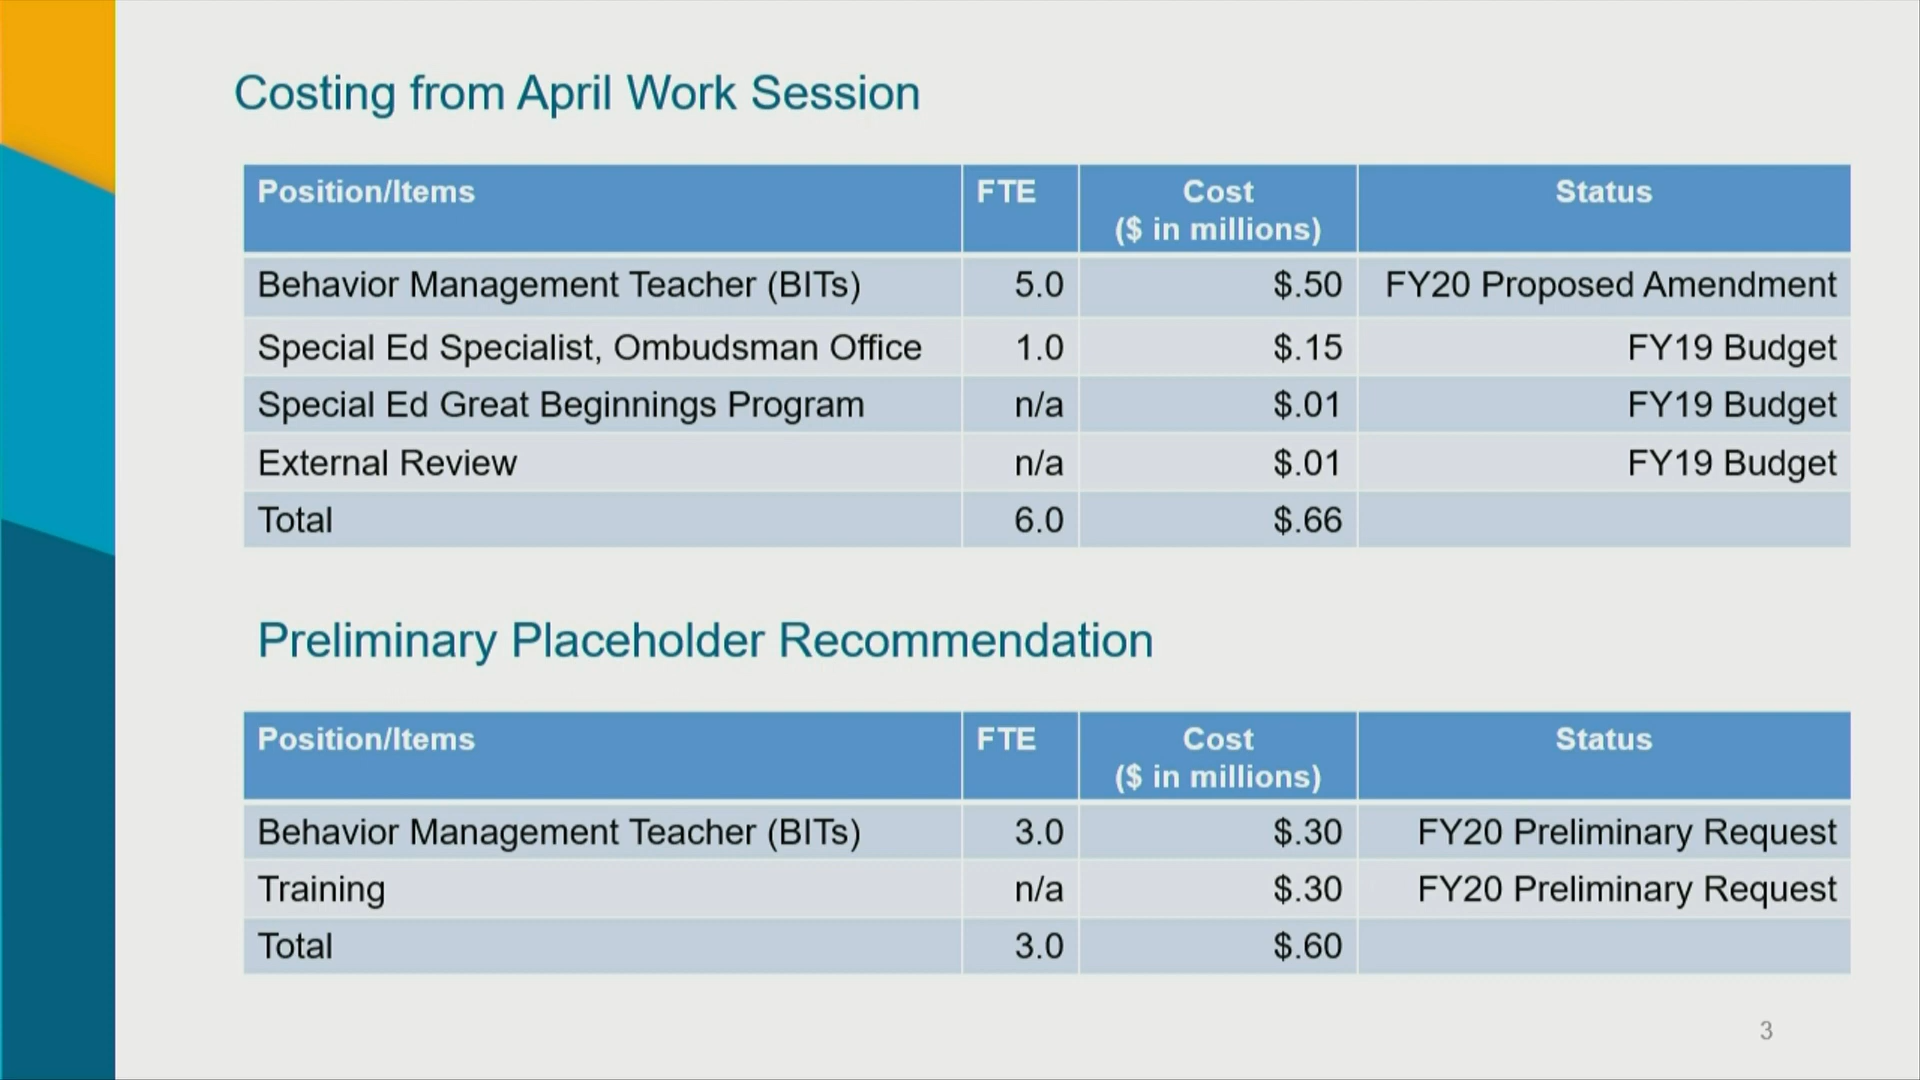 Costing from April Work Session
Position/Items FTE Cost ($ in millions) Status
Behavior Management Teacher (BITs) 5.0 $.50 FY20 Proposed Amendment
Special Ed Specialist, Ombudsman Office 1.0 $.15 FY19 Budget
Special Ed Great Beginnings Program n/a $.01 FY19 Budget
External Review n/a $.01 FY19 Budget
Total 6.0 $.66
Preliminary Placeholder Recommendation
Position/Items FTE Cost ($ in millions) Status
Behavior Management Teacher (BITs) 3.0 $.30 FY20 Preliminary Request
Training n/a $.30 FY20 Preliminary Request
Total 3.0 $.60
3